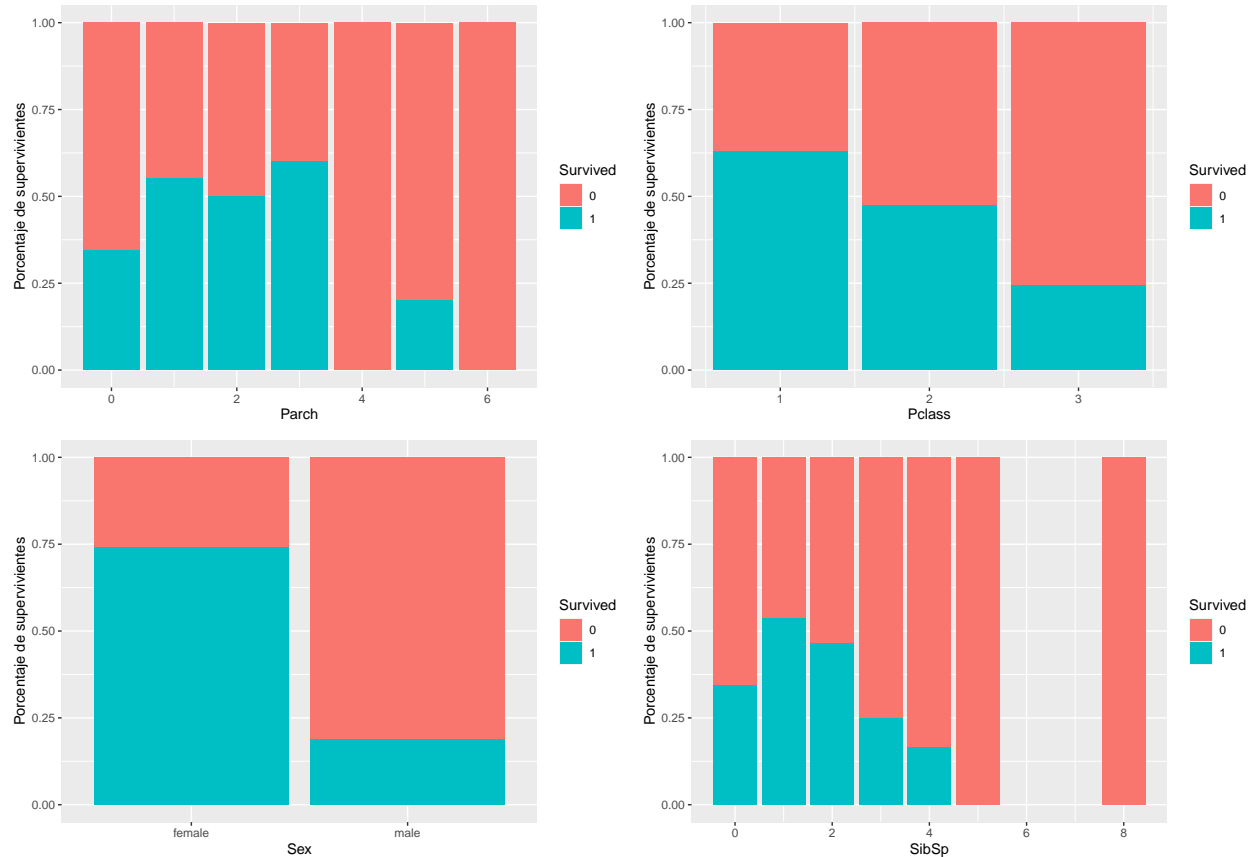 1.00
0.75
0.50
0.25
0.00
Porcentaje de supervivientes
0
2
4
6
Parch
Survived
0
1
1.00
0.75
0.50
0.25
0.00
Porcentaje de supervivientes
1
2
3
Pclass
Survived
0
1
1.00
0.75
0.50
0.25
0.00
Porcentaje de supervivientes
female
male
Sex
Survived
0
1
1.00
0.75
0.50
0.25
0.00
Porcentaje de supervivientes
0
2
4
6
8
SibSp
Survived
0
1